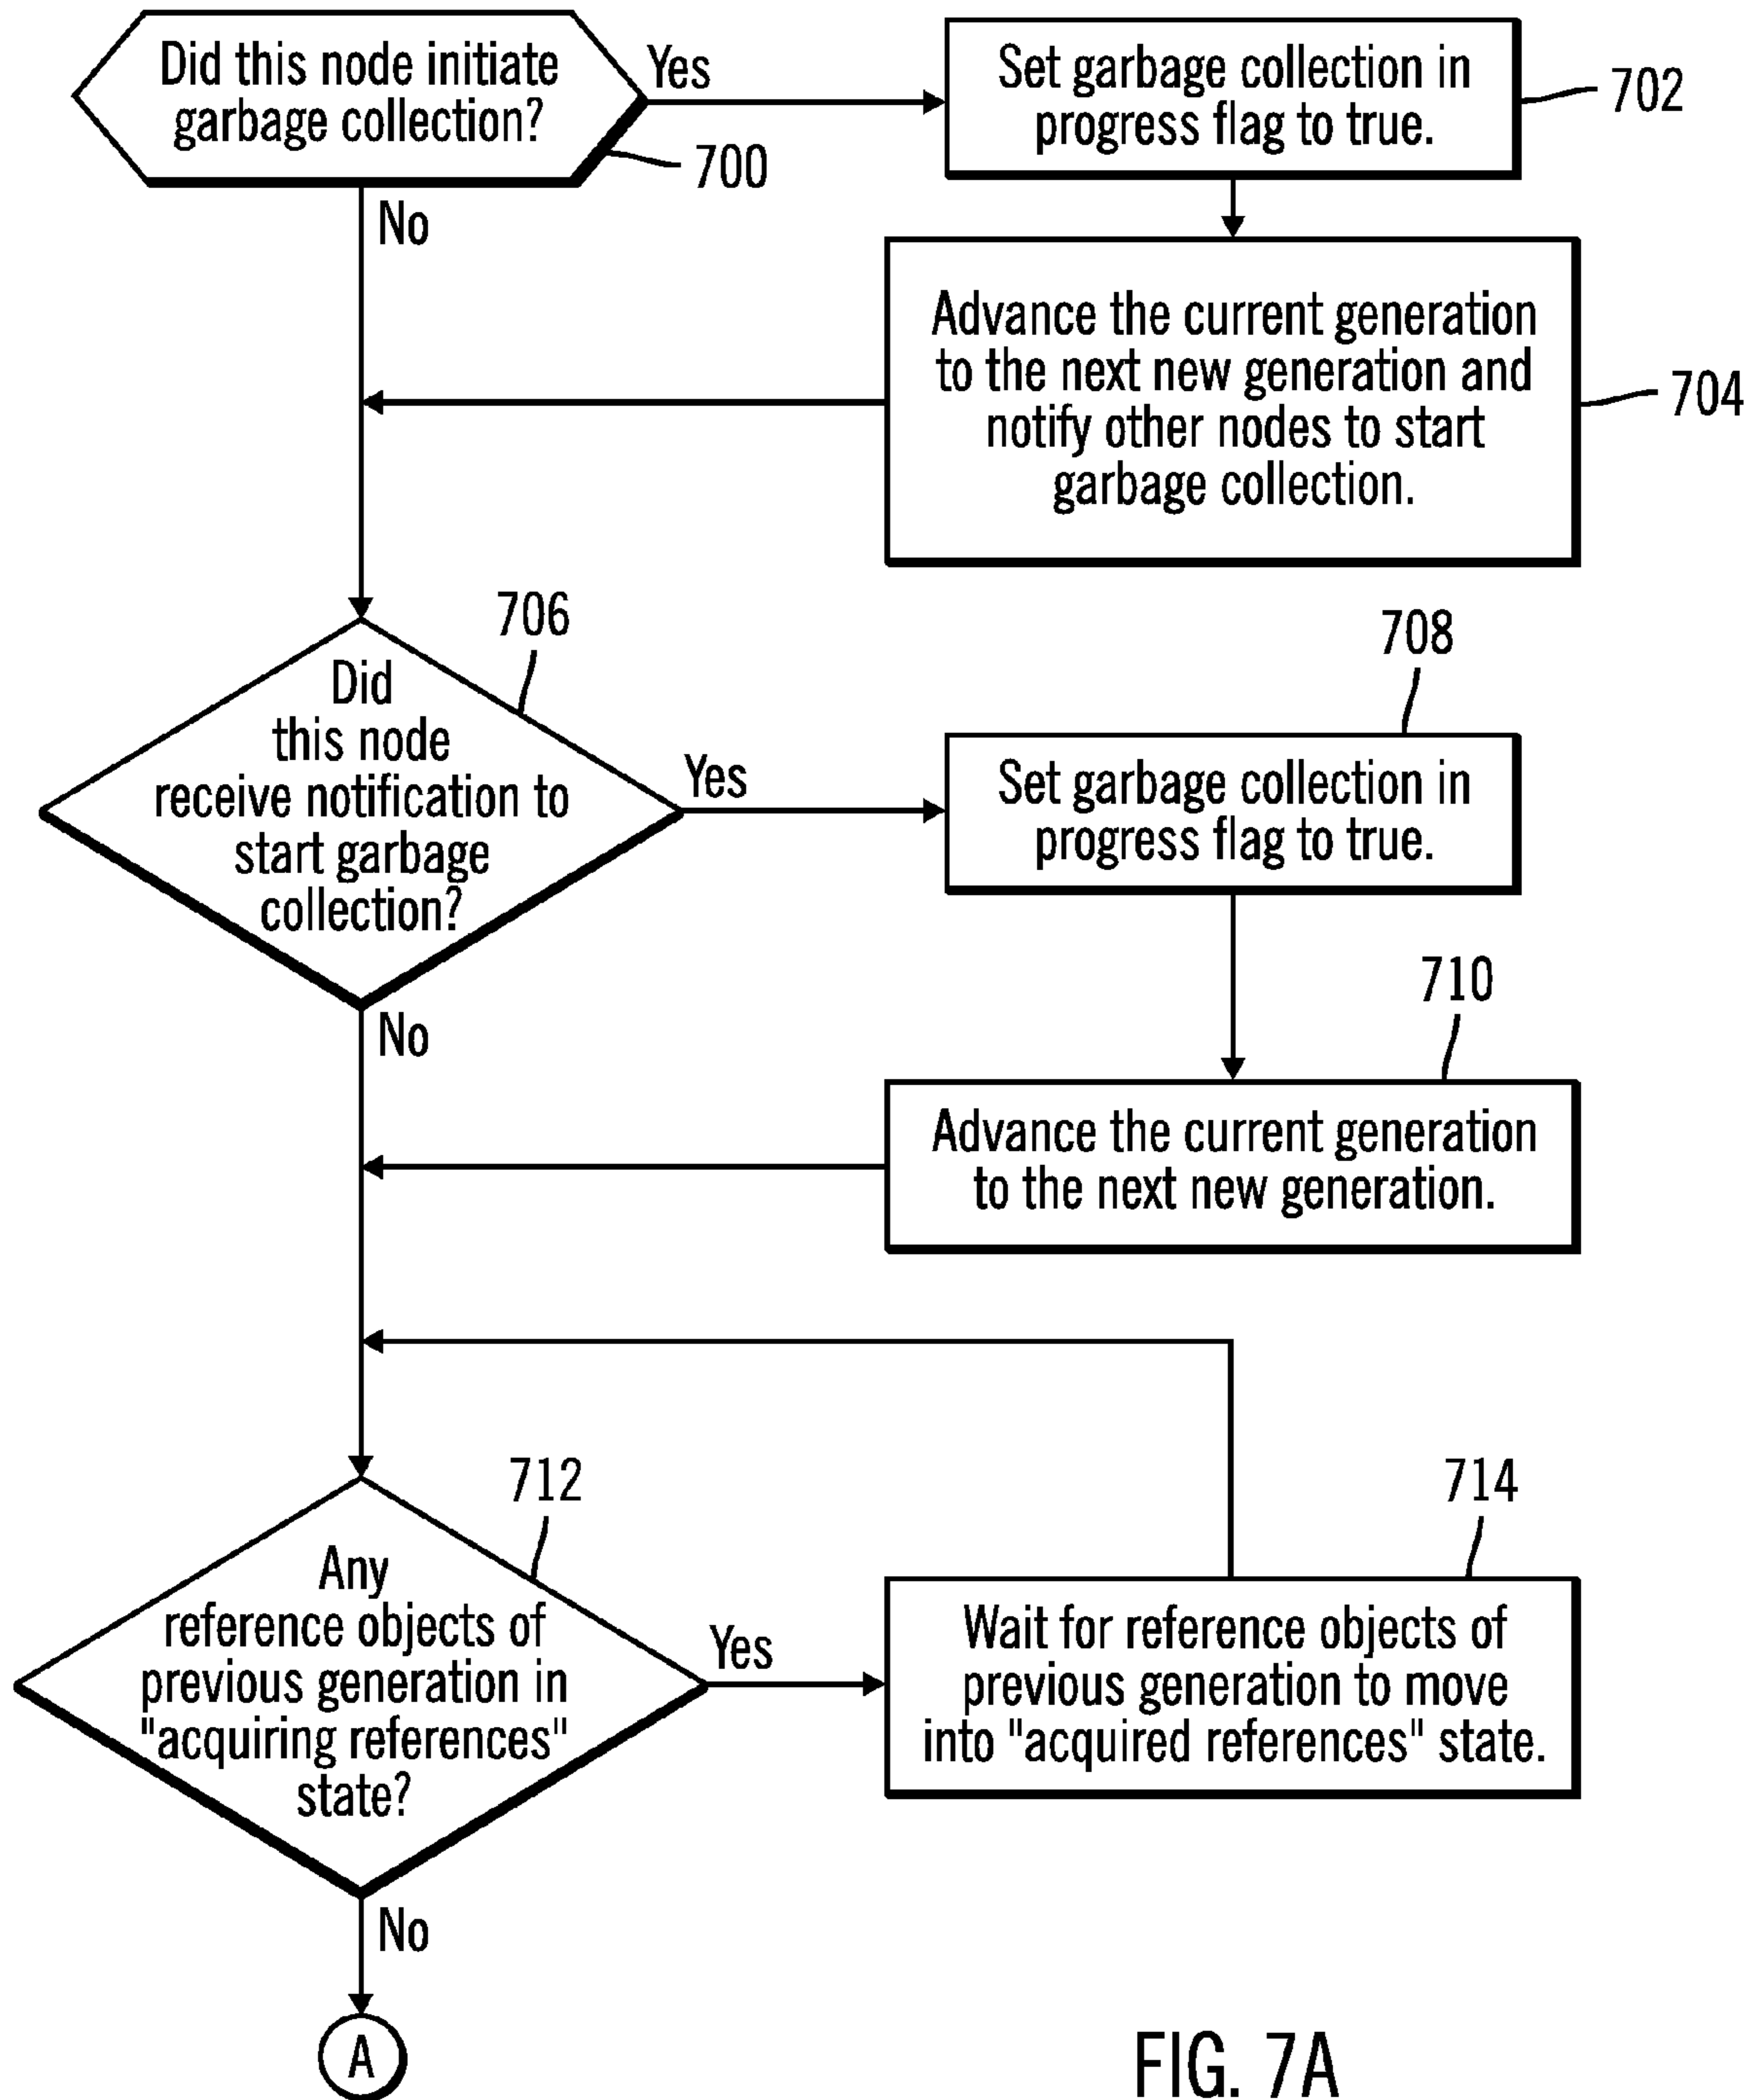 Did this node initiate
garbage collection?
Yes
700
No
Set garbage collection in
progress flag to true.
702
Advance the current generation
to the next new generation and
notify other nodes to start
garbage collection.
704
706
Did
this node
receive notification to
start garbage
collection?
Yes
No
708
Set garbage collection in
progress flag to true.
710
Advance the current generation
to the next new generation.
712
Any
reference objects of
previous generation in
"acquiring references"
state?
Yes
No
714
Wait for reference objects of
previous generation to move
into "acquired references" state.
A
FIG. 7A